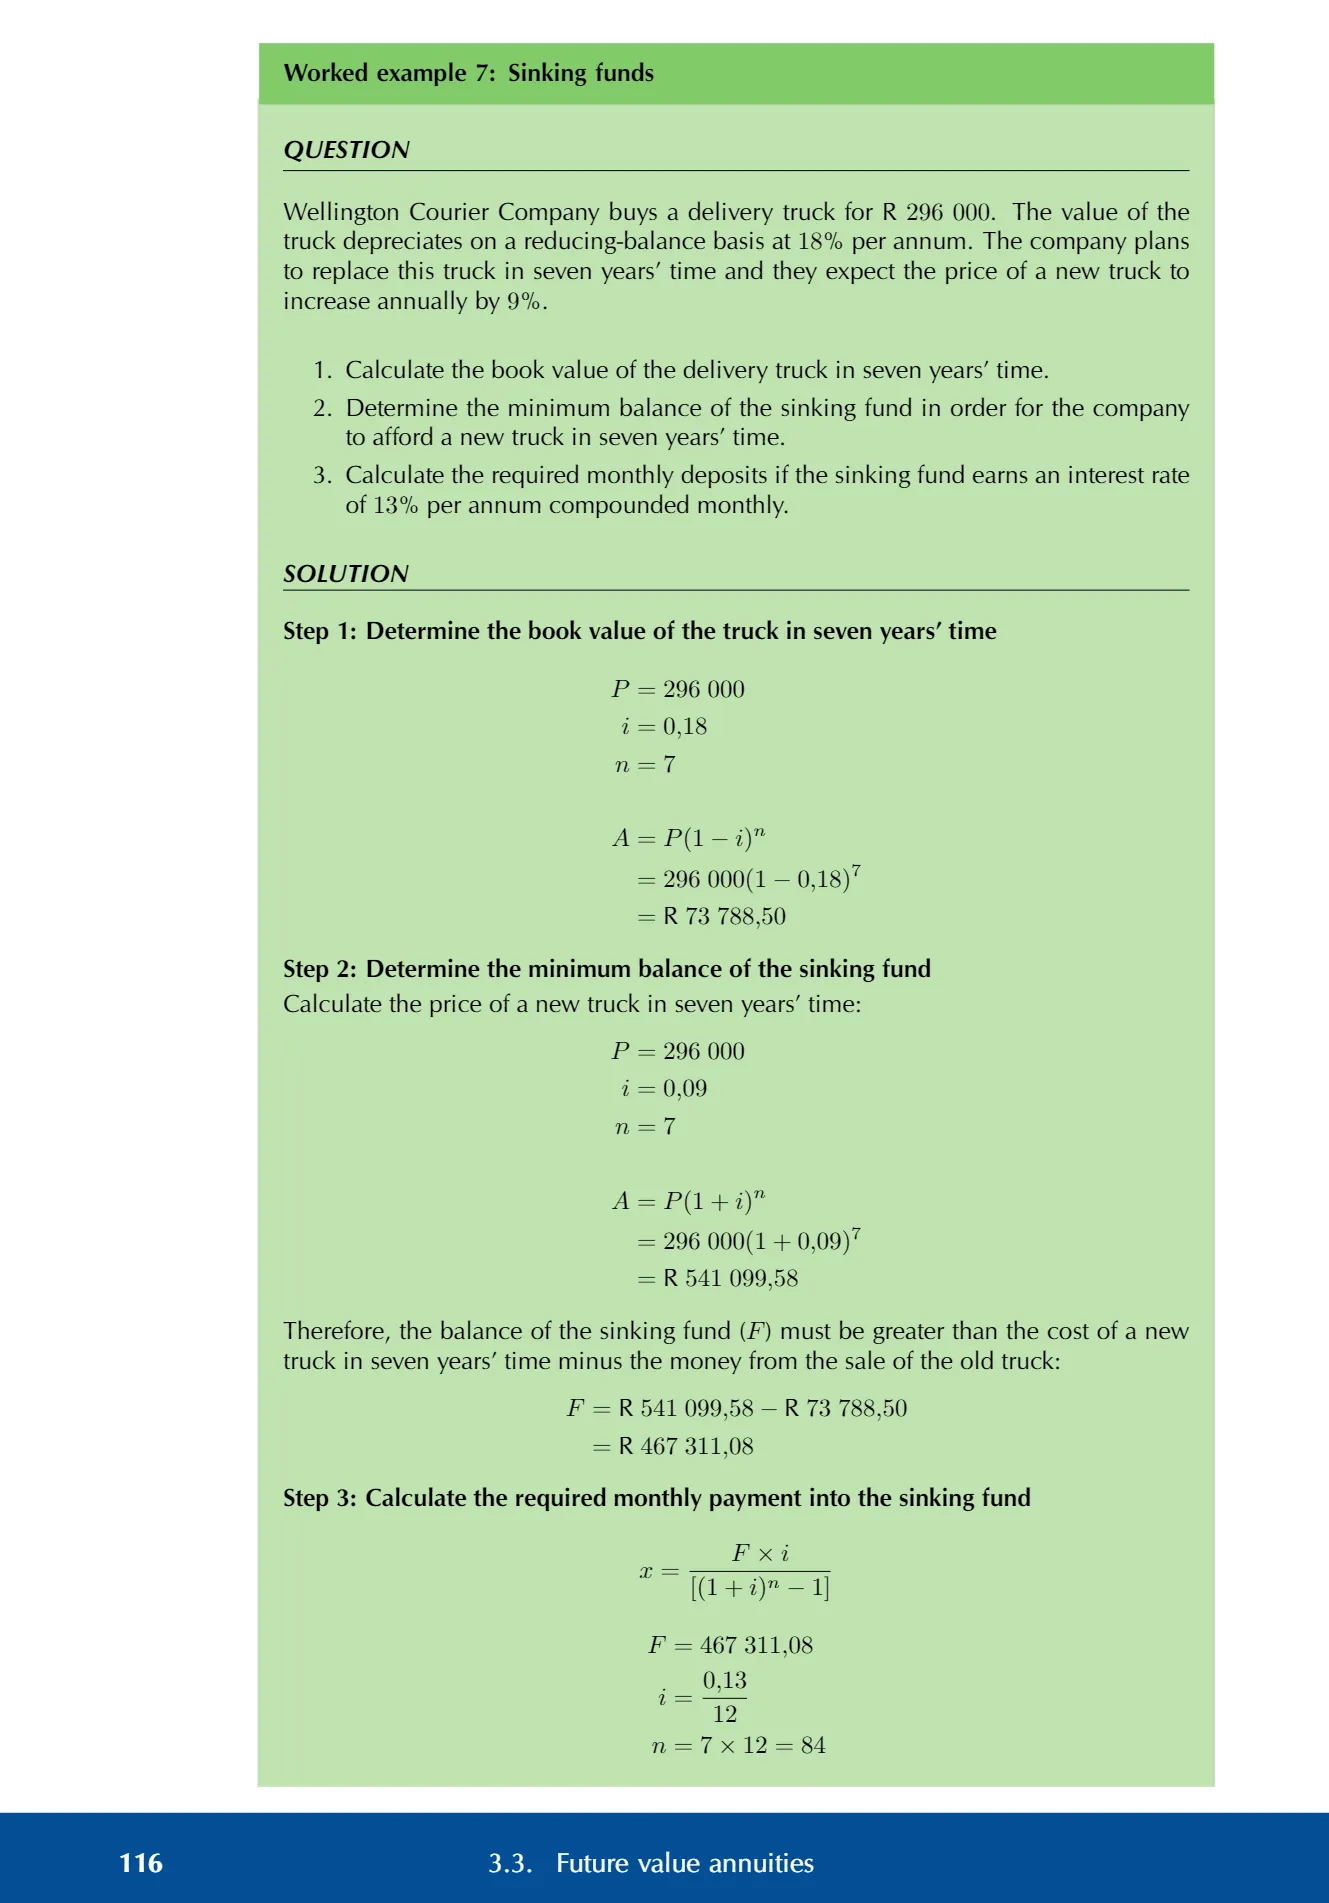 Worked example 7: Sinking funds
QUESTION
Wellington Courier Company buys a delivery truck for R 296 000. The value of the
truck depreciates on a reducing-balance basis at 18% per annum. The company plans
to replace this truck in seven years’ time and they expect the price of a new truck to
increase annually by 9%.
1. Calculate the book value of the delivery truck in seven years’ time.
2. Determine the minimum balance of the sinking fund in order for the company
to afford a new truck in seven years’ time.
3. Calculate the required monthly deposits if the sinking fund earns an interest rate
of 13% per annum compounded monthly.
SOLUTION
Step 1: Determine the book value of the truck in seven years’ time
P = 296 000
i = 0,18
n = 7
A = P(1 − i)ⁿ
= 296 000(1 − 0,18)⁷
= R 73 788,50
Step 2: Determine the minimum balance of the sinking fund
Calculate the price of a new truck in seven years’ time:
P = 296 000
i = 0,09
n = 7
A = P(1 + i)ⁿ
= 296 000(1 + 0,09)⁷
= R 541 099,58
Therefore, the balance of the sinking fund (F) must be greater than the cost of a new
truck in seven years’ time minus the money from the sale of the old truck:
F = R 541 099,58 − R 73 788,50
= R 467 311,08
Step 3: Calculate the required monthly payment into the sinking fund
x = F × i / [(1 + i)ⁿ − 1]
F = 467 311,08
i = 0,13 / 12
n = 7 × 12 = 84
116 3.3. Future value annuities